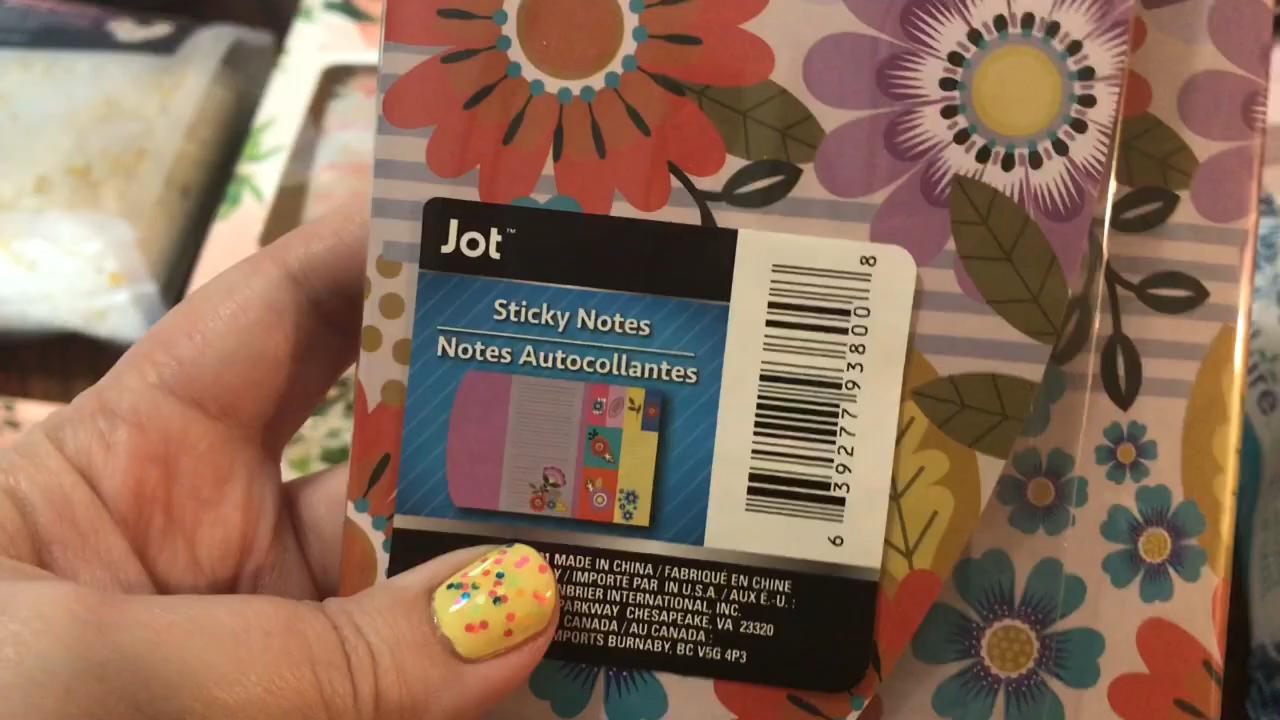 Jot™
Sticky Notes
Notes Autocollantes
MADE IN CHINA / FABRIQUÉ EN CHINE
/ IMPORTÉ PAR IN U.S.A. / AUX É.-U. :
INTERNATIONAL, INC.
PARKWAY CHESAPEAKE, VA 23320
CANADA / AU CANADA :
BURNABY, BC V5G 4P3
6 39277 93800 8